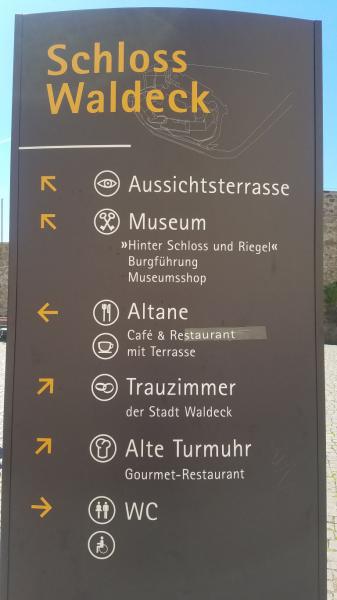 Schloss
Waldeck
Aussichtsterrasse
Museum
»Hinter Schloss und Riegel«
Burgführung
Museumsshop
Altane
Café & Restaurant
mit Terrasse
Trauzimmer
der Stadt Waldeck
Alte Turmuhr
Gourmet-Restaurant
WC